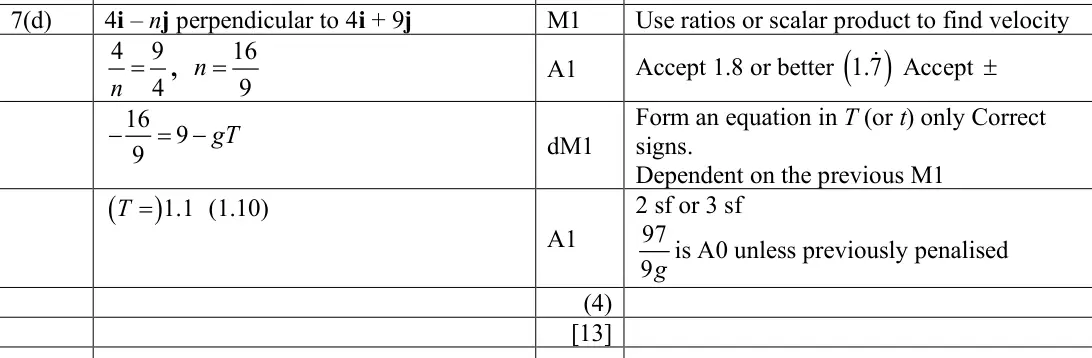 7(d) 4i – nj perpendicular to 4i + 9j M1 Use ratios or scalar product to find velocity
4/n = 9/4, n = 16/9 A1 Accept 1.8 or better (1.7̇) Accept ±
−16/9 = 9 − gT dM1 Form an equation in T (or t) only Correct
signs.
Dependent on the previous M1
(T =)1.1 (1.10) A1 2 sf or 3 sf
97/9g is A0 unless previously penalised
(4)
[13]